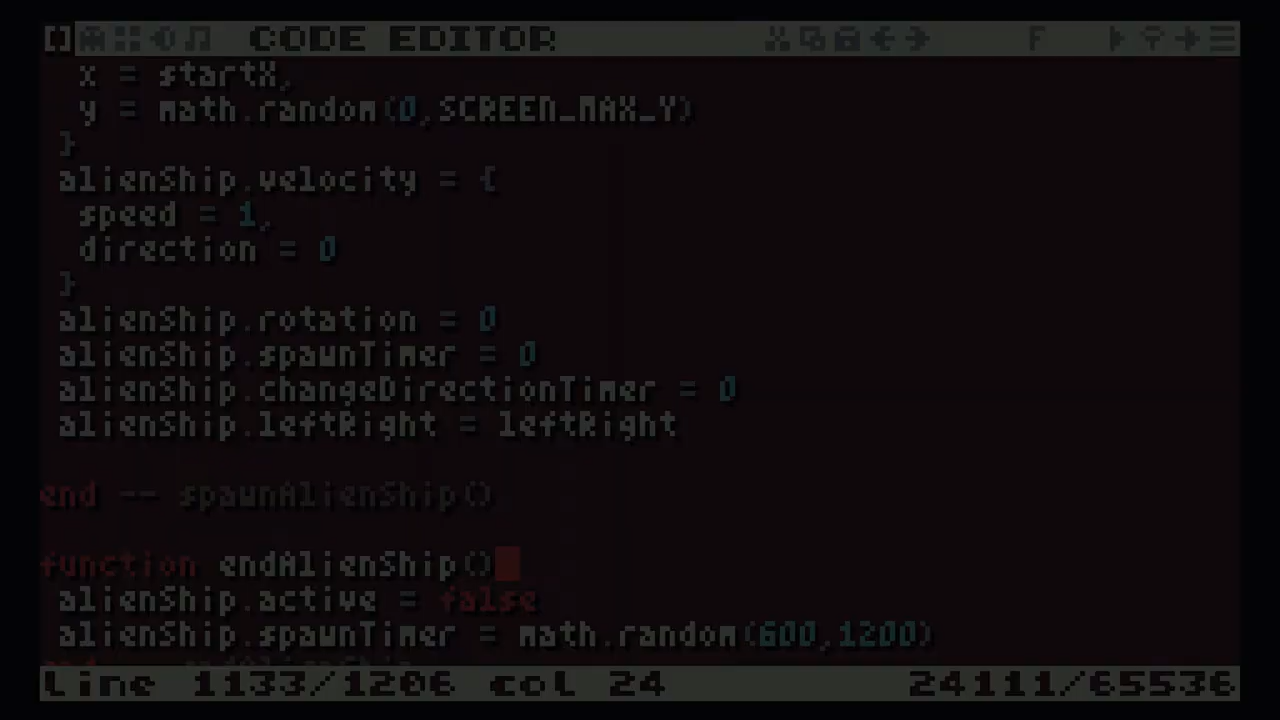 CODE EDITOR F
x = startX,
y = math.random(0,SCREEN_MAX_Y)
}
alienShip.velocity = {
speed = 1,
direction = 0
}
alienShip.rotation = 0
alienShip.spawnTimer = 0
alienShip.changeDirectionTimer = 0
alienShip.leftRight = leftRight
end -- spawnAlienShip()
function endAlienShip()
alienShip.active = false
alienShip.spawnTimer = math.random(600,1200)
end -- endAlienShip
line 1133/1206 col 24 24111/65536